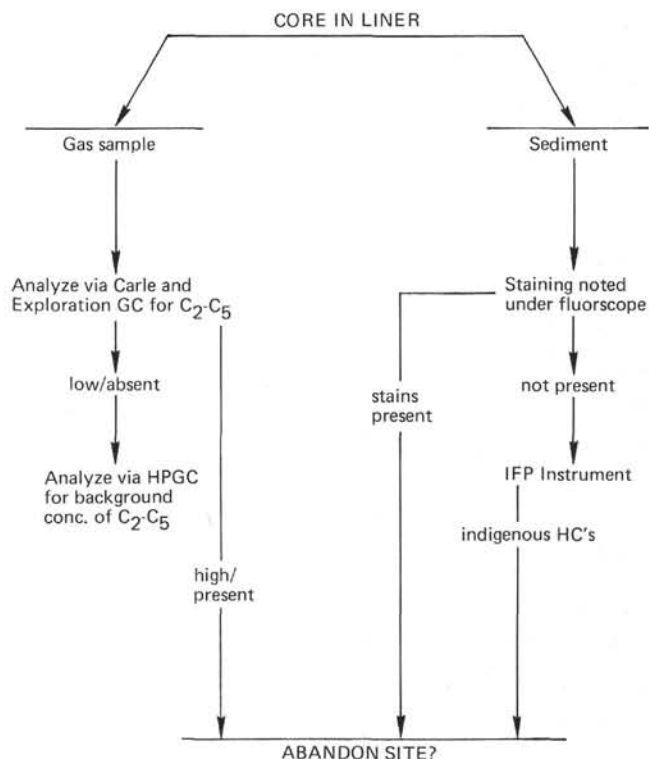 CORE IN LINER
Gas sample
Sediment
Analyze via Carle and
Exploration GC for C2-C5
Staining noted
under fluorscope
low/absent
stains
present
not present
Analyze via HPGC
for background
conc. of C2-C5
IFP Instrument
indigenous HC's
high/
present
ABANDON SITE?